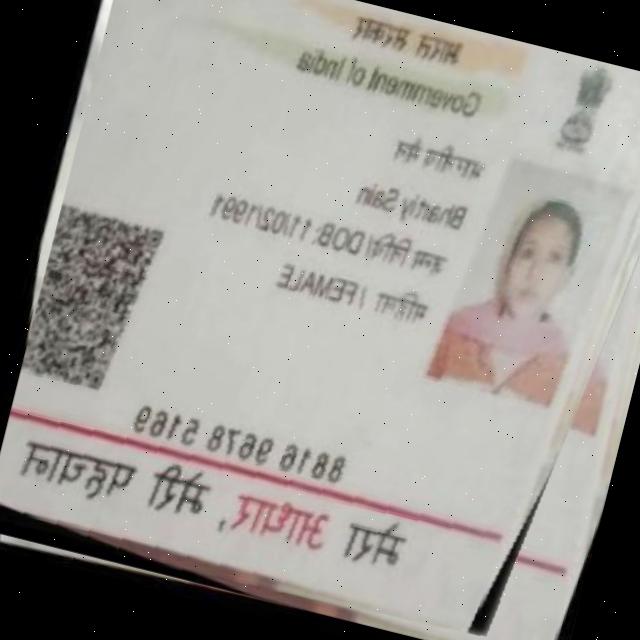 भारत सरकार
Government of India
भारती सैन
Bharly Sain
जन्म तिथि / DOB: 11/02/1991
महिला / FEMALE
8816 9678 5169
मेरा आधार, मेरी पहचान